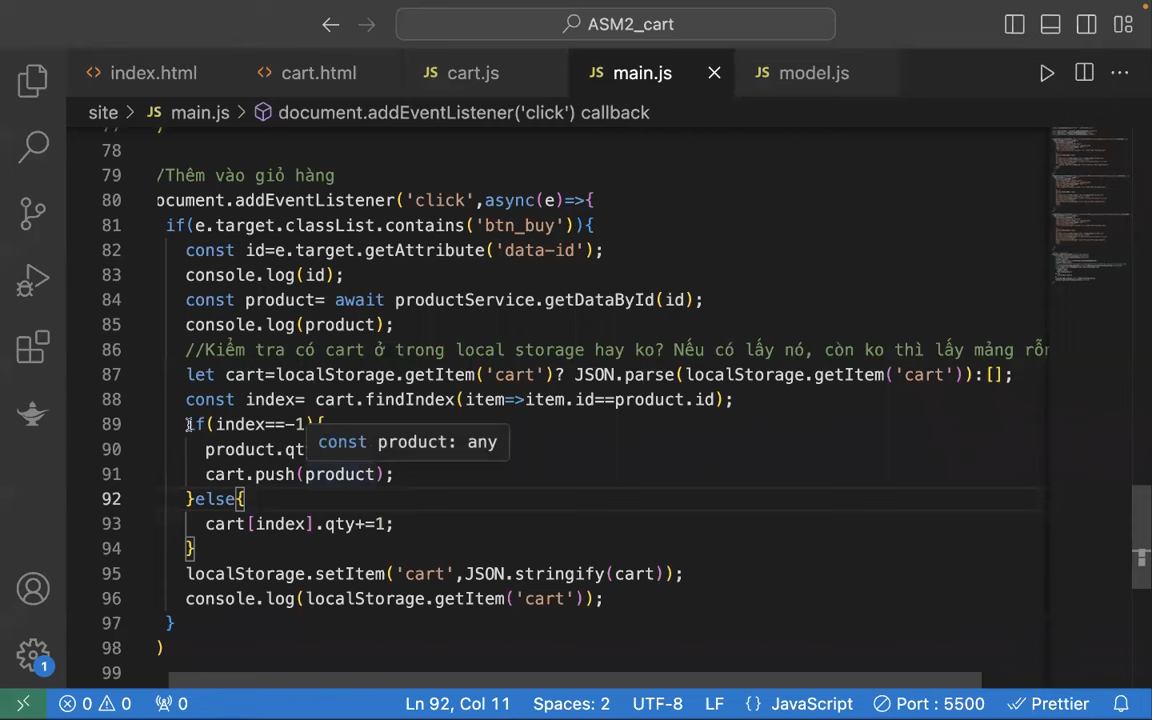 ASM2_cart
index.html
cart.html
JS cart.js
JS main.js
JS model.js
site > JS main.js > document.addEventListener('click') callback
78
79 /Thêm vào giỏ hàng
80 ocument.addEventListener('click',async(e)=>{
81 if(e.target.classList.contains('btn_buy')){
82 const id=e.target.getAttribute('data-id');
83 console.log(id);
84 const product= await productService.getDataById(id);
85 console.log(product);
86 //Kiểm tra có cart ở trong local storage hay ko? Nếu có lấy nó, còn ko thì lấy mảng rỗn
87 let cart=localStorage.getItem('cart')? JSON.parse(localStorage.getItem('cart')):[];
88 const index= cart.findIndex(item=>item.id==product.id);
89 if(index==-1){
const product: any
90 product.qt
91 cart.push(product);
92 }else{
93 cart[index].qty+=1;
94 }
95 localStorage.setItem('cart',JSON.stringify(cart));
96 console.log(localStorage.getItem('cart'));
97 }
98 )
99
1
0 0 0 Ln 92, Col 11 Spaces: 2 UTF-8 LF {} JavaScript Port : 5500 Prettier